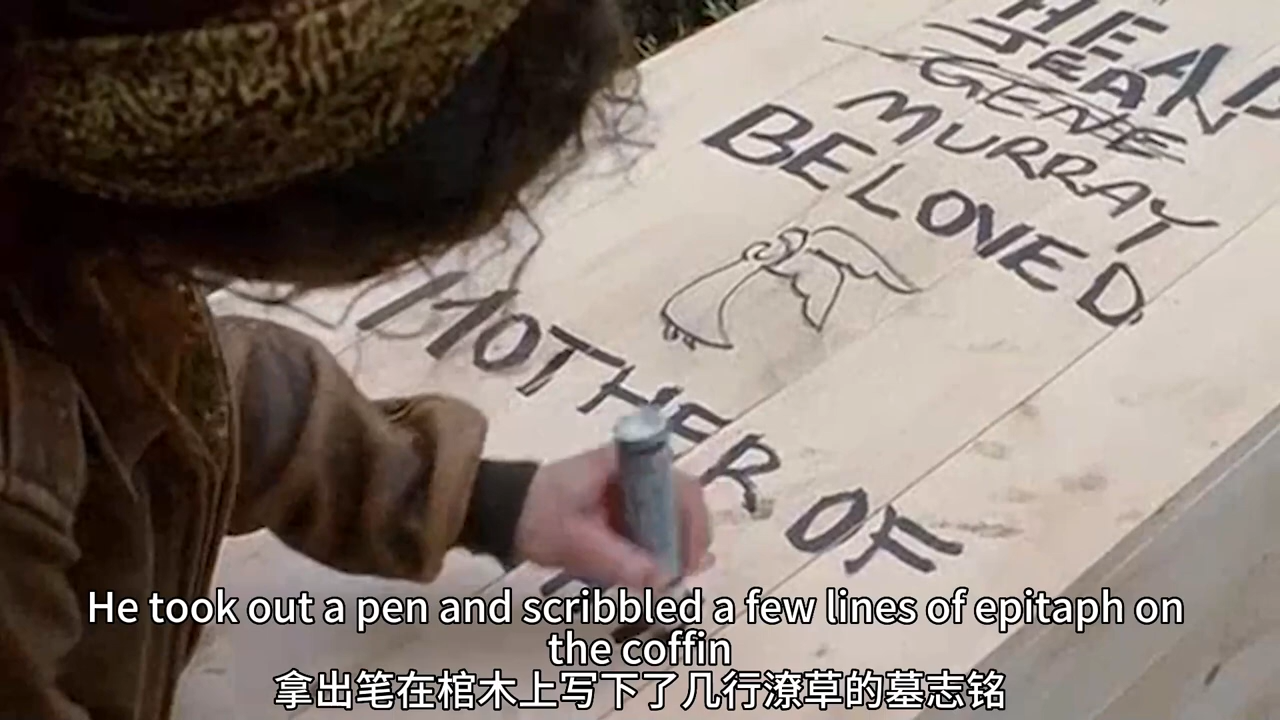 HEAD
JEAN
GENE
MURRAY
BELOVED
MOTHER OF
He took out a pen and scribbled a few lines of epitaph on
the coffin
拿出笔在棺木上写下了几行潦草的墓志铭